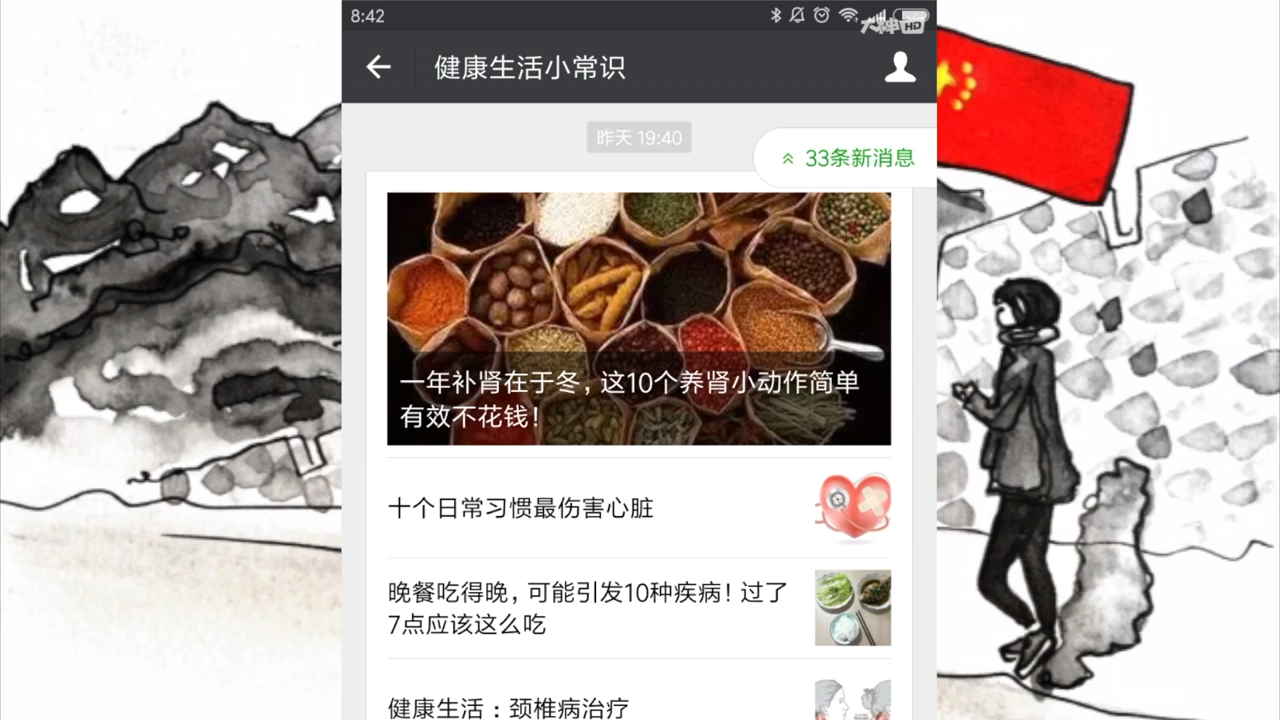 8:42
大神HD
健康生活小常识
昨天 19:40
33条新消息
一年补肾在于冬，这10个养肾小动作简单
有效不花钱！
十个日常习惯最伤害心脏
晚餐吃得晚，可能引发10种疾病！过了
7点应该这么吃
健康生活：颈椎病治疗